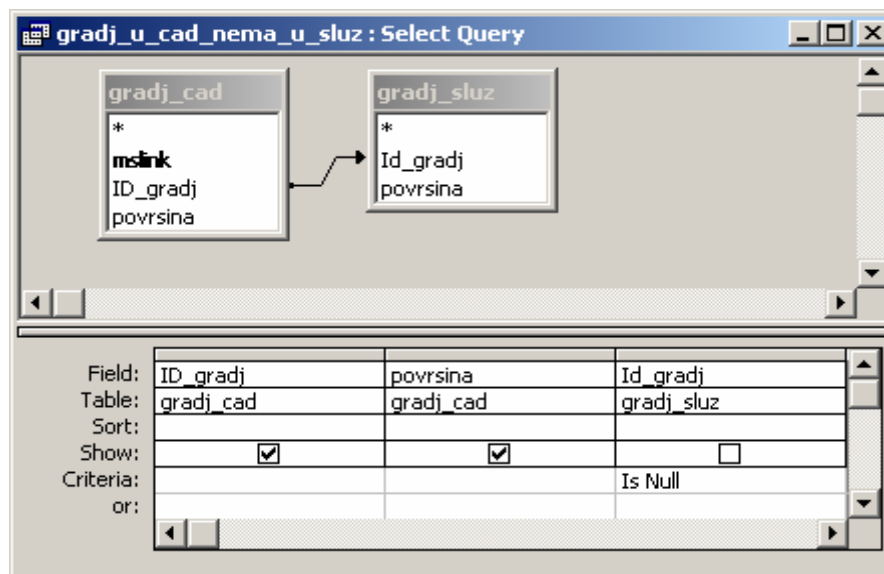 gradj_u_cad_nema_u_sluz : Select Query
gradj_cad
*
mslink
ID_gradj
povrsina
gradj_sluz
*
Id_gradj
povrsina
Field: ID_gradj povrsina Id_gradj
Table: gradj_cad gradj_cad gradj_sluz
Sort:
Show:
Criteria: Is Null
or: